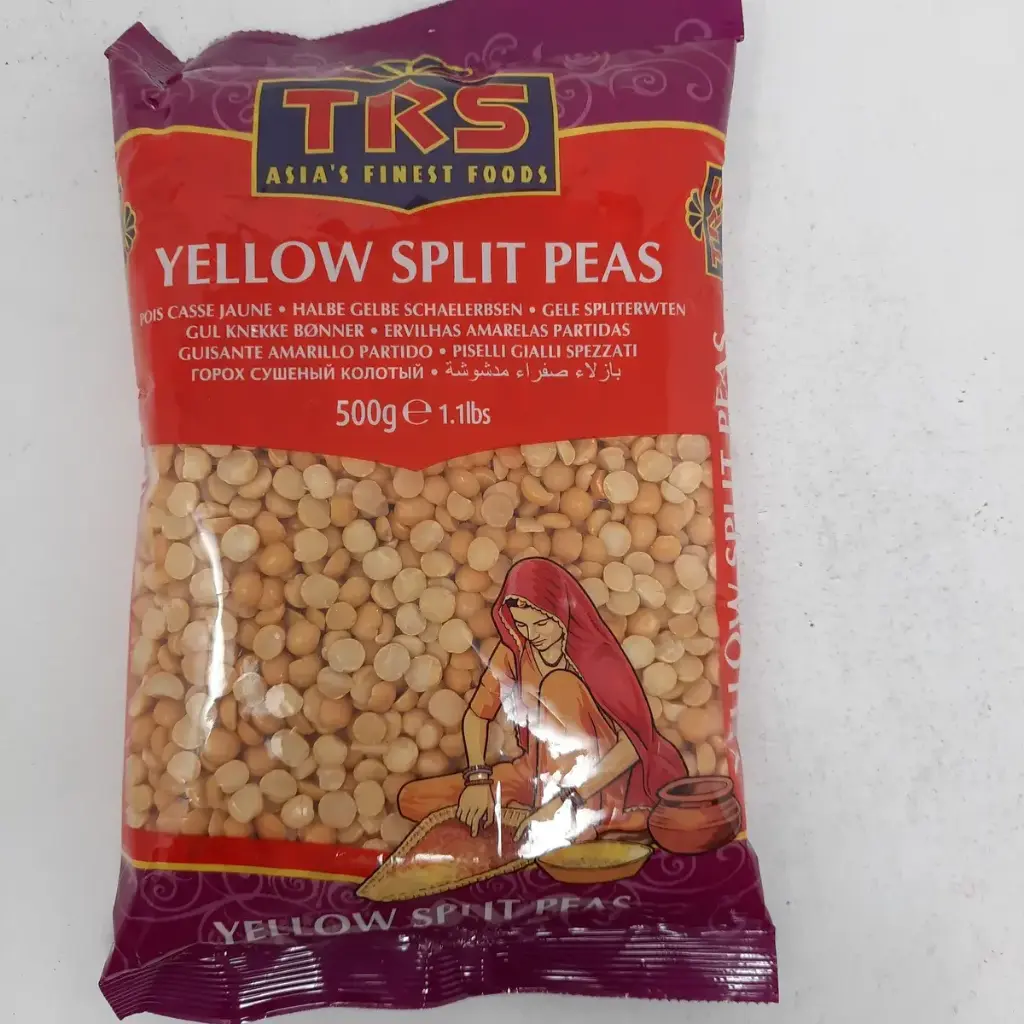 TRS
ASIA'S FINEST FOODS
YELLOW SPLIT PEAS
POIS CASSE JAUNE • HALBE GELBE SCHAELERBSEN • GELE SPLITERWTEN
GUL KNEKKE BØNNER • ERVILHAS AMARELAS PARTIDAS
GUISANTE AMARILLO PARTIDO • PISELLI GIALLI SPEZZATI
ГОРОХ СУШЕНЫЙ КОЛОТЫЙ • بازلاء صفراء مدشوشة
500g ℮ 1.1lbs
YELLOW SPLIT PEAS
TRS
YELLOW SPLIT PEAS